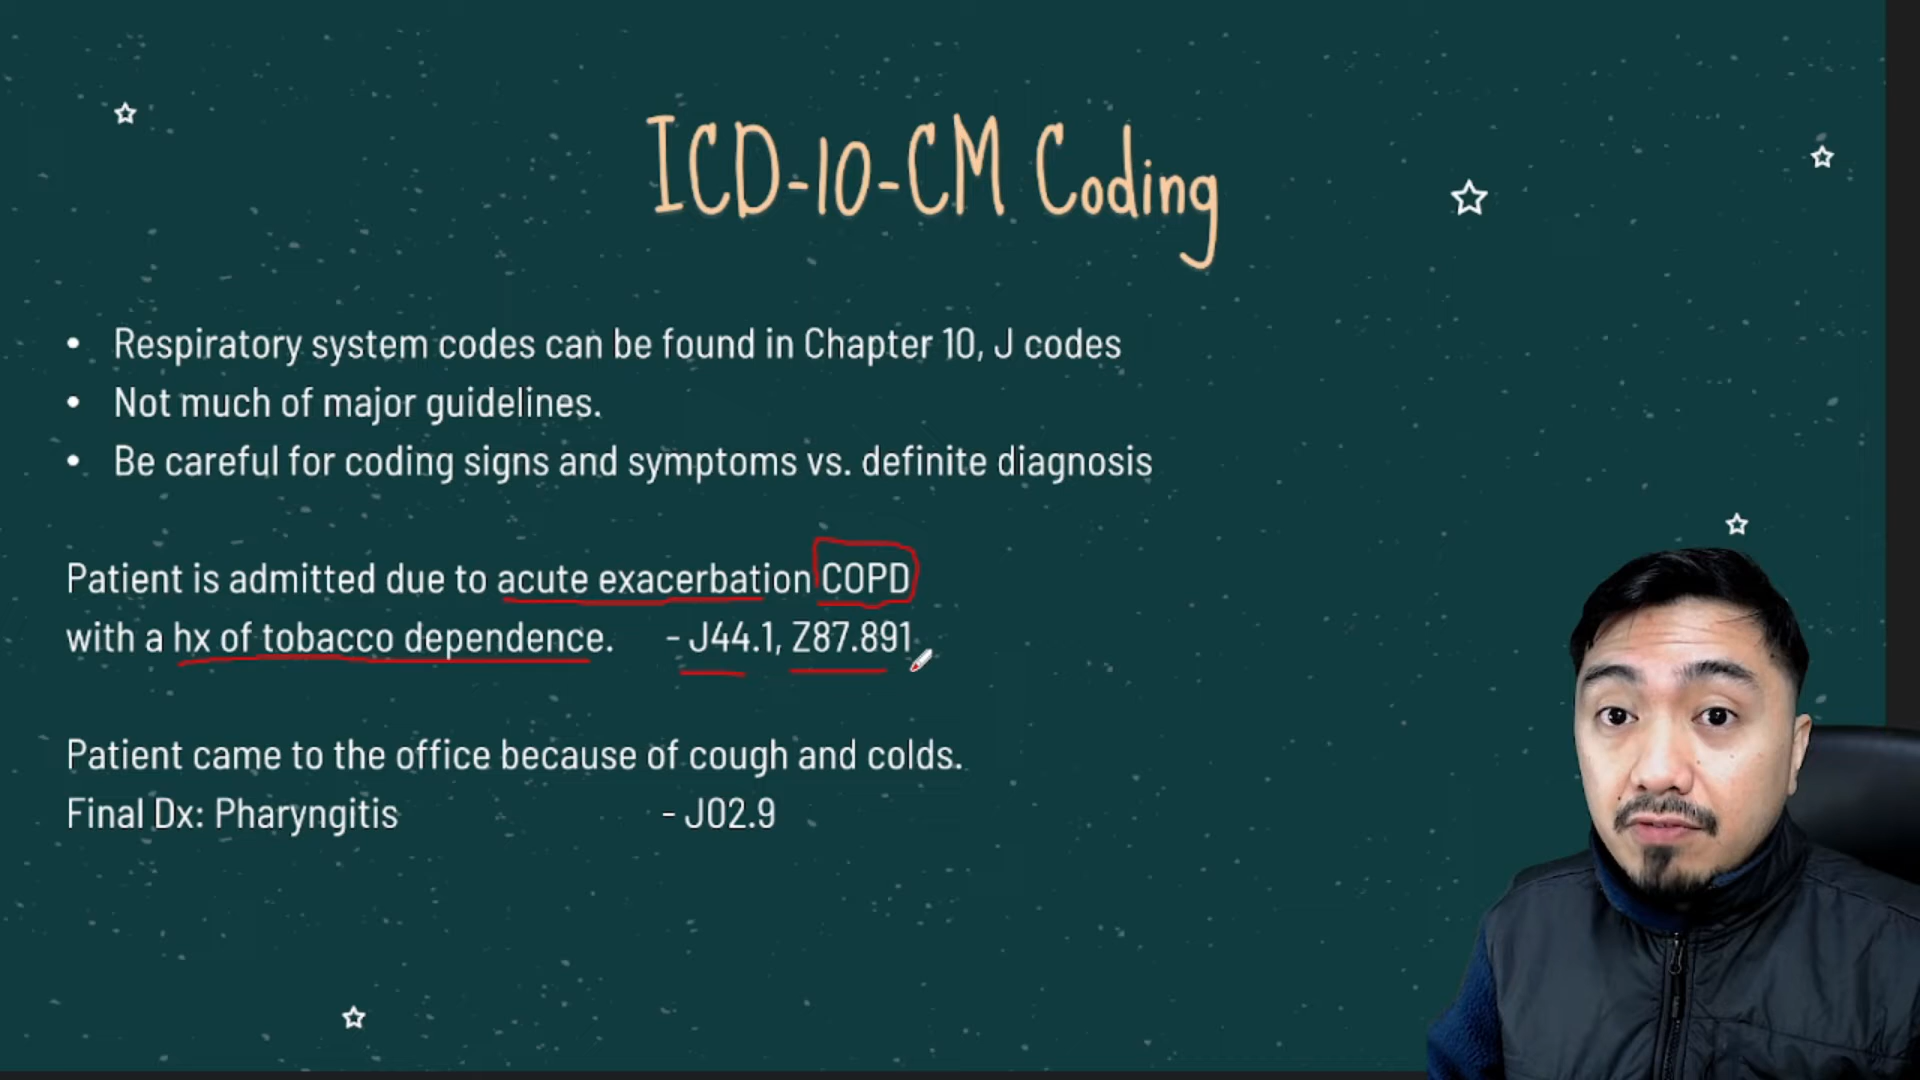 ICD-10-CM Coding
• Respiratory system codes can be found in Chapter 10, J codes
• Not much of major guidelines.
• Be careful for coding signs and symptoms vs. definite diagnosis
Patient is admitted due to acute exacerbation COPD
with a hx of tobacco dependence. - J44.1, Z87.891
Patient came to the office because of cough and colds.
Final Dx: Pharyngitis - J02.9